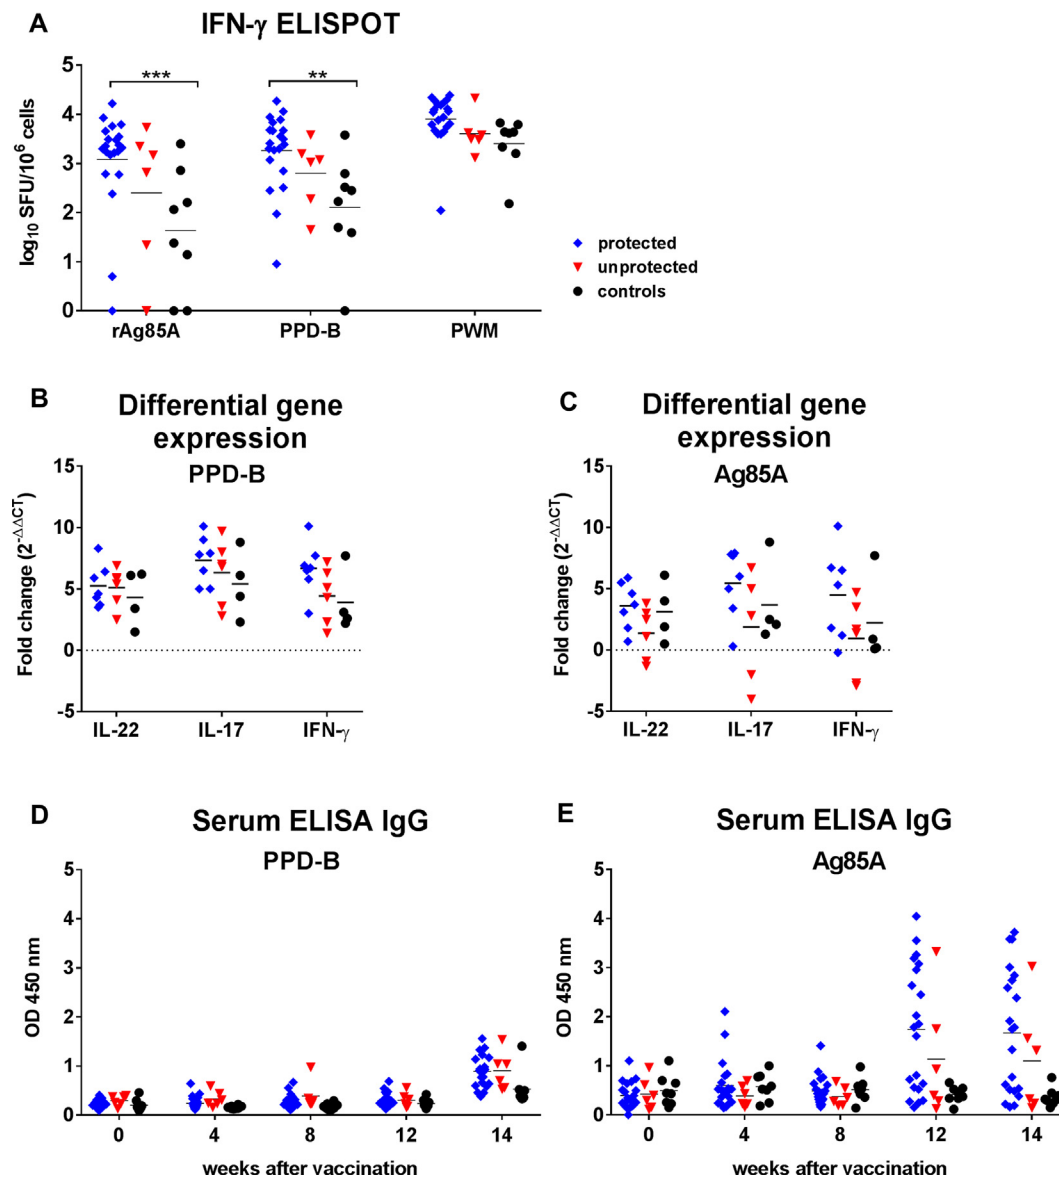 A
IFN-γ ELISPOT
log₁₀ SFU/10⁶ cells
5
4
3
2
1
0
***
**
rAg85A
PPD-B
PWM
protected
unprotected
controls
B
Differential gene
expression
PPD-B
Fold change (2^-ΔΔCT)
15
10
5
0
-5
IL-22
IL-17
IFN-γ
C
Differential gene
expression
Ag85A
Fold change (2^-ΔΔCT)
15
10
5
0
-5
IL-22
IL-17
IFN-γ
D
Serum ELISA IgG
PPD-B
OD 450 nm
5
4
3
2
1
0
0
4
8
12
14
weeks after vaccination
E
Serum ELISA IgG
Ag85A
OD 450 nm
5
4
3
2
1
0
0
4
8
12
14
weeks after vaccination